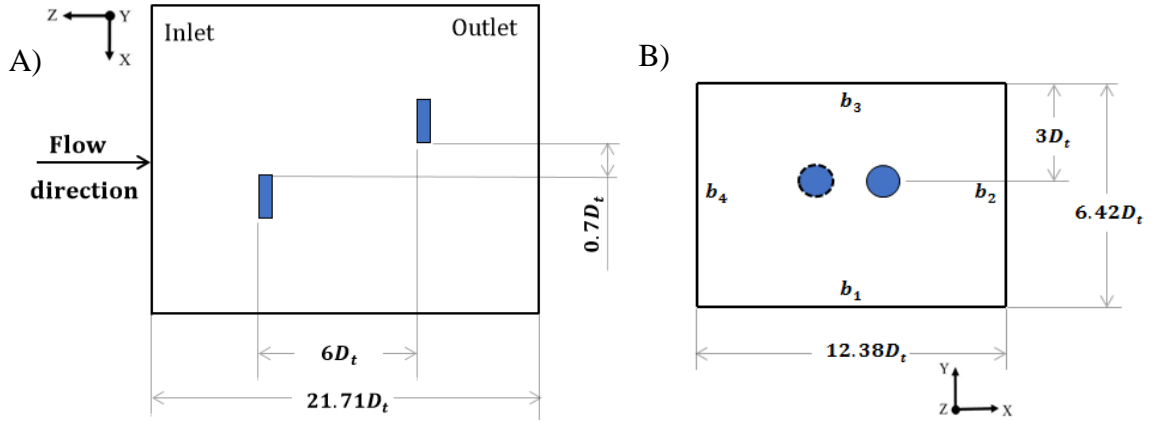 A)
Z
Y
X
Inlet
Outlet
Flow
direction
0.7Dₜ
6Dₜ
21.71Dₜ
B)
b₃
3Dₜ
b₄
b₂
6.42Dₜ
b₁
12.38Dₜ
Y
Z
X